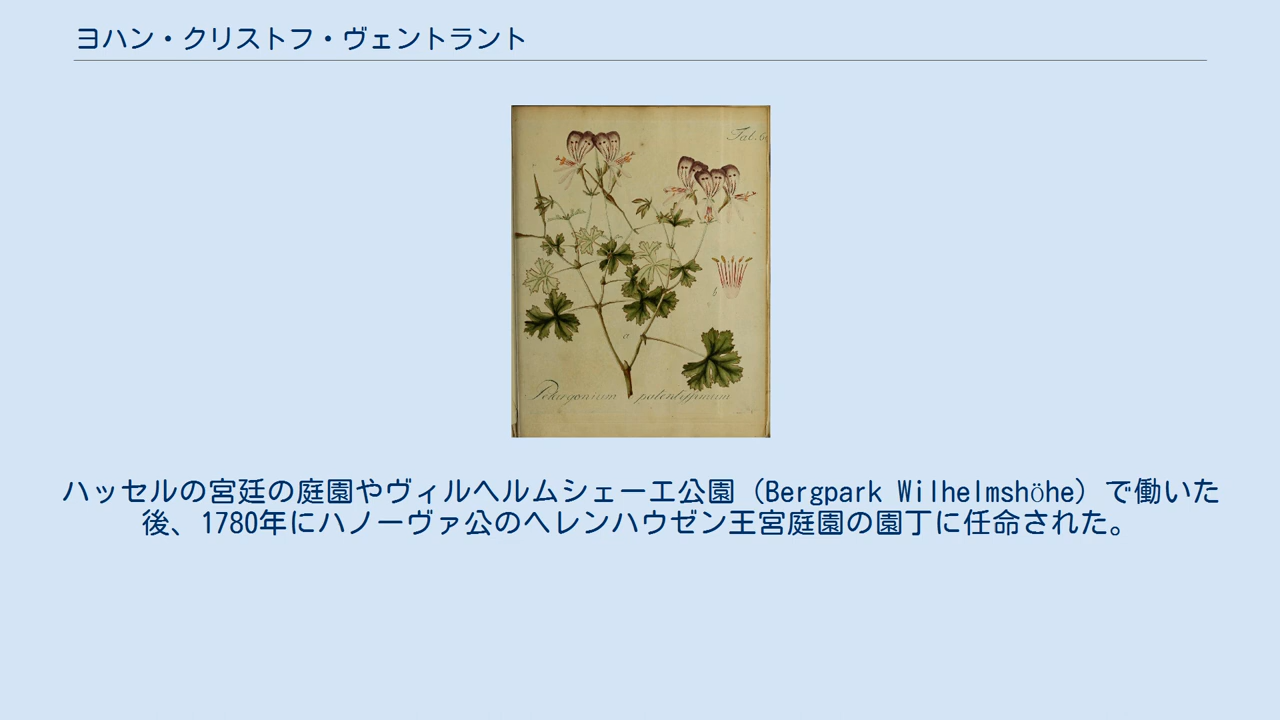 ヨハン・クリストフ・ヴェントラント
Tab. 6
b
a
Pelargonium patentissimum
ハッセルの宮廷の庭園やヴィルヘルムシェーエ公園（Bergpark Wilhelmshöhe）で働いた
後、1780年にハノーヴァ公のヘレンハウゼン王宮庭園の園丁に任命された。